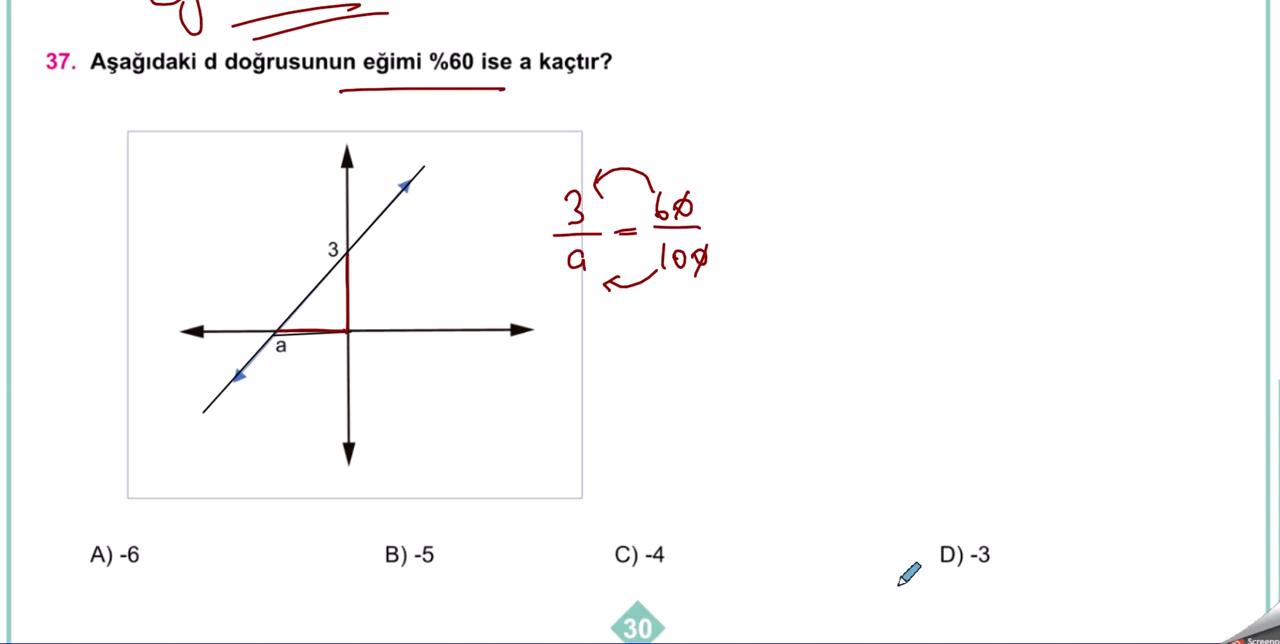 37. Aşağıdaki d doğrusunun eğimi %60 ise a kaçtır?
3
a
3/a = 60/100
A) -6
B) -5
C) -4
D) -3
30